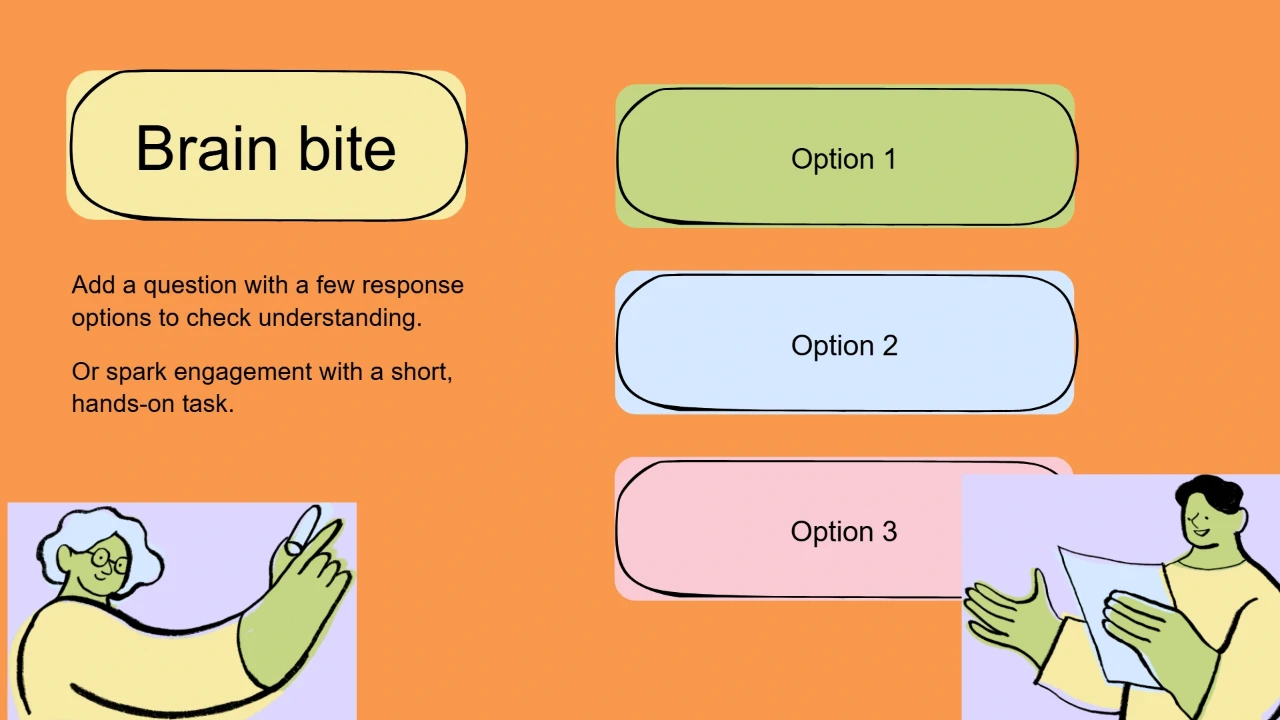 Brain bite
Add a question with a few response
options to check understanding.
Or spark engagement with a short,
hands-on task.
Option 1
Option 2
Option 3